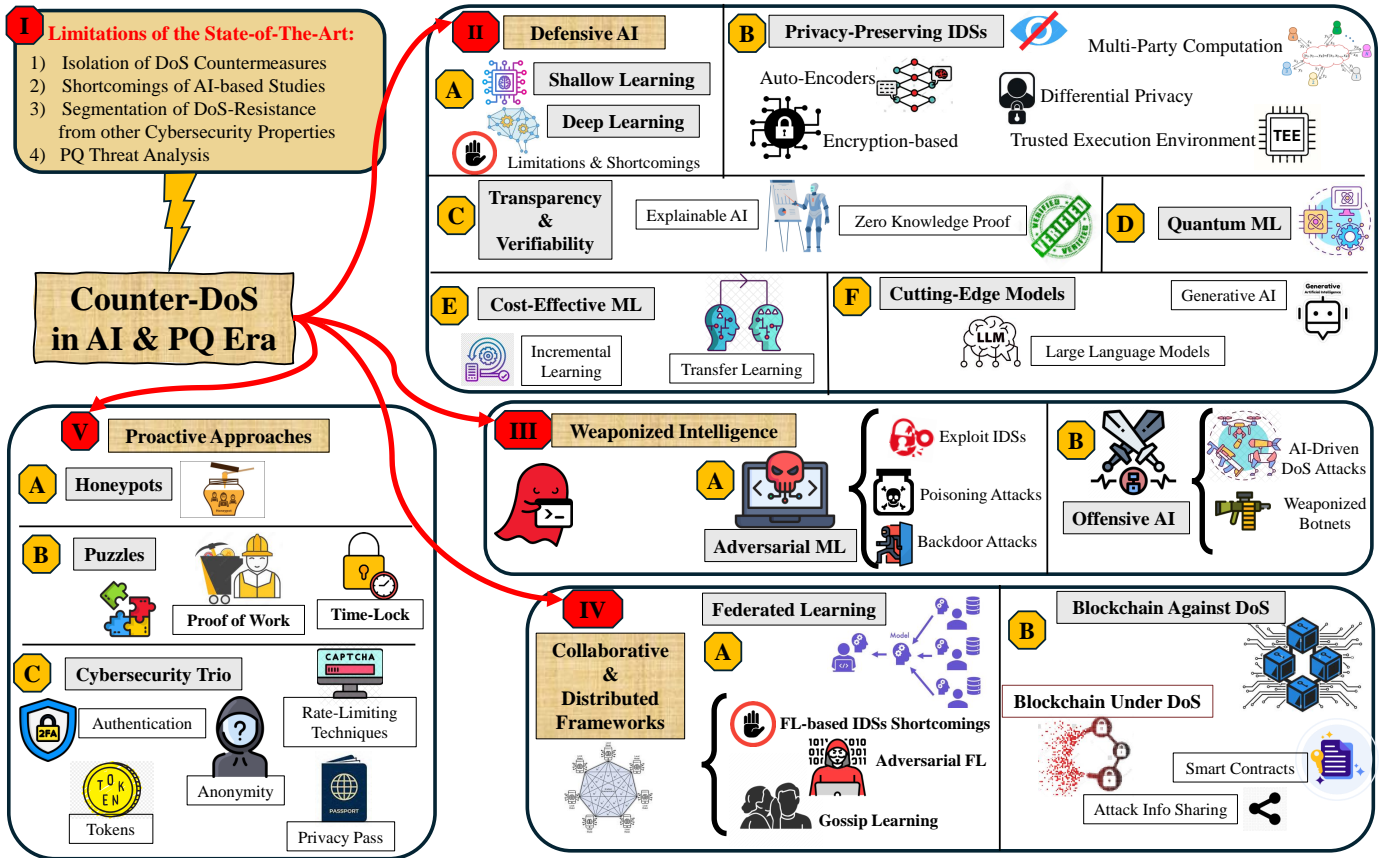 I
Limitations of the State-of-The-Art:
1) Isolation of DoS Countermeasures
2) Shortcomings of AI-based Studies
3) Segmentation of DoS-Resistance
from other Cybersecurity Properties
4) PQ Threat Analysis
Counter-DoS
in AI & PQ Era
II
Defensive AI
A
Shallow Learning
Deep Learning
Limitations & Shortcomings
B
Privacy-Preserving IDSs
Auto-Encoders
Encryption-based
Multi-Party Computation
Differential Privacy
Trusted Execution Environment
TEE
C
Transparency
&
Verifiability
Explainable AI
Zero Knowledge Proof
VERIFIED
VERIFIED
VERIFIED
D
Quantum ML
E
Cost-Effective ML
Incremental
Learning
Transfer Learning
F
Cutting-Edge Models
LLM
Large Language Models
Generative AI
Generative
Artificial Intelligence
III
Weaponized Intelligence
A
Adversarial ML
Exploit IDSs
Poisoning Attacks
Backdoor Attacks
B
Offensive AI
AI-Driven
DoS Attacks
Weaponized
Botnets
IV
Collaborative
&
Distributed
Frameworks
Federated Learning
A
Model
FL-based IDSs Shortcomings
Adversarial FL
Gossip Learning
B
Blockchain Against DoS
Blockchain Under DoS
Smart Contracts
Attack Info Sharing
V
Proactive Approaches
A
Honeypots
B
Puzzles
Proof of Work
Time-Lock
C
Cybersecurity Trio
2FA
Authentication
TOKEN
Tokens
?
Anonymity
CAPTCHA
Rate-Limiting
Techniques
PASSPORT
Privacy Pass